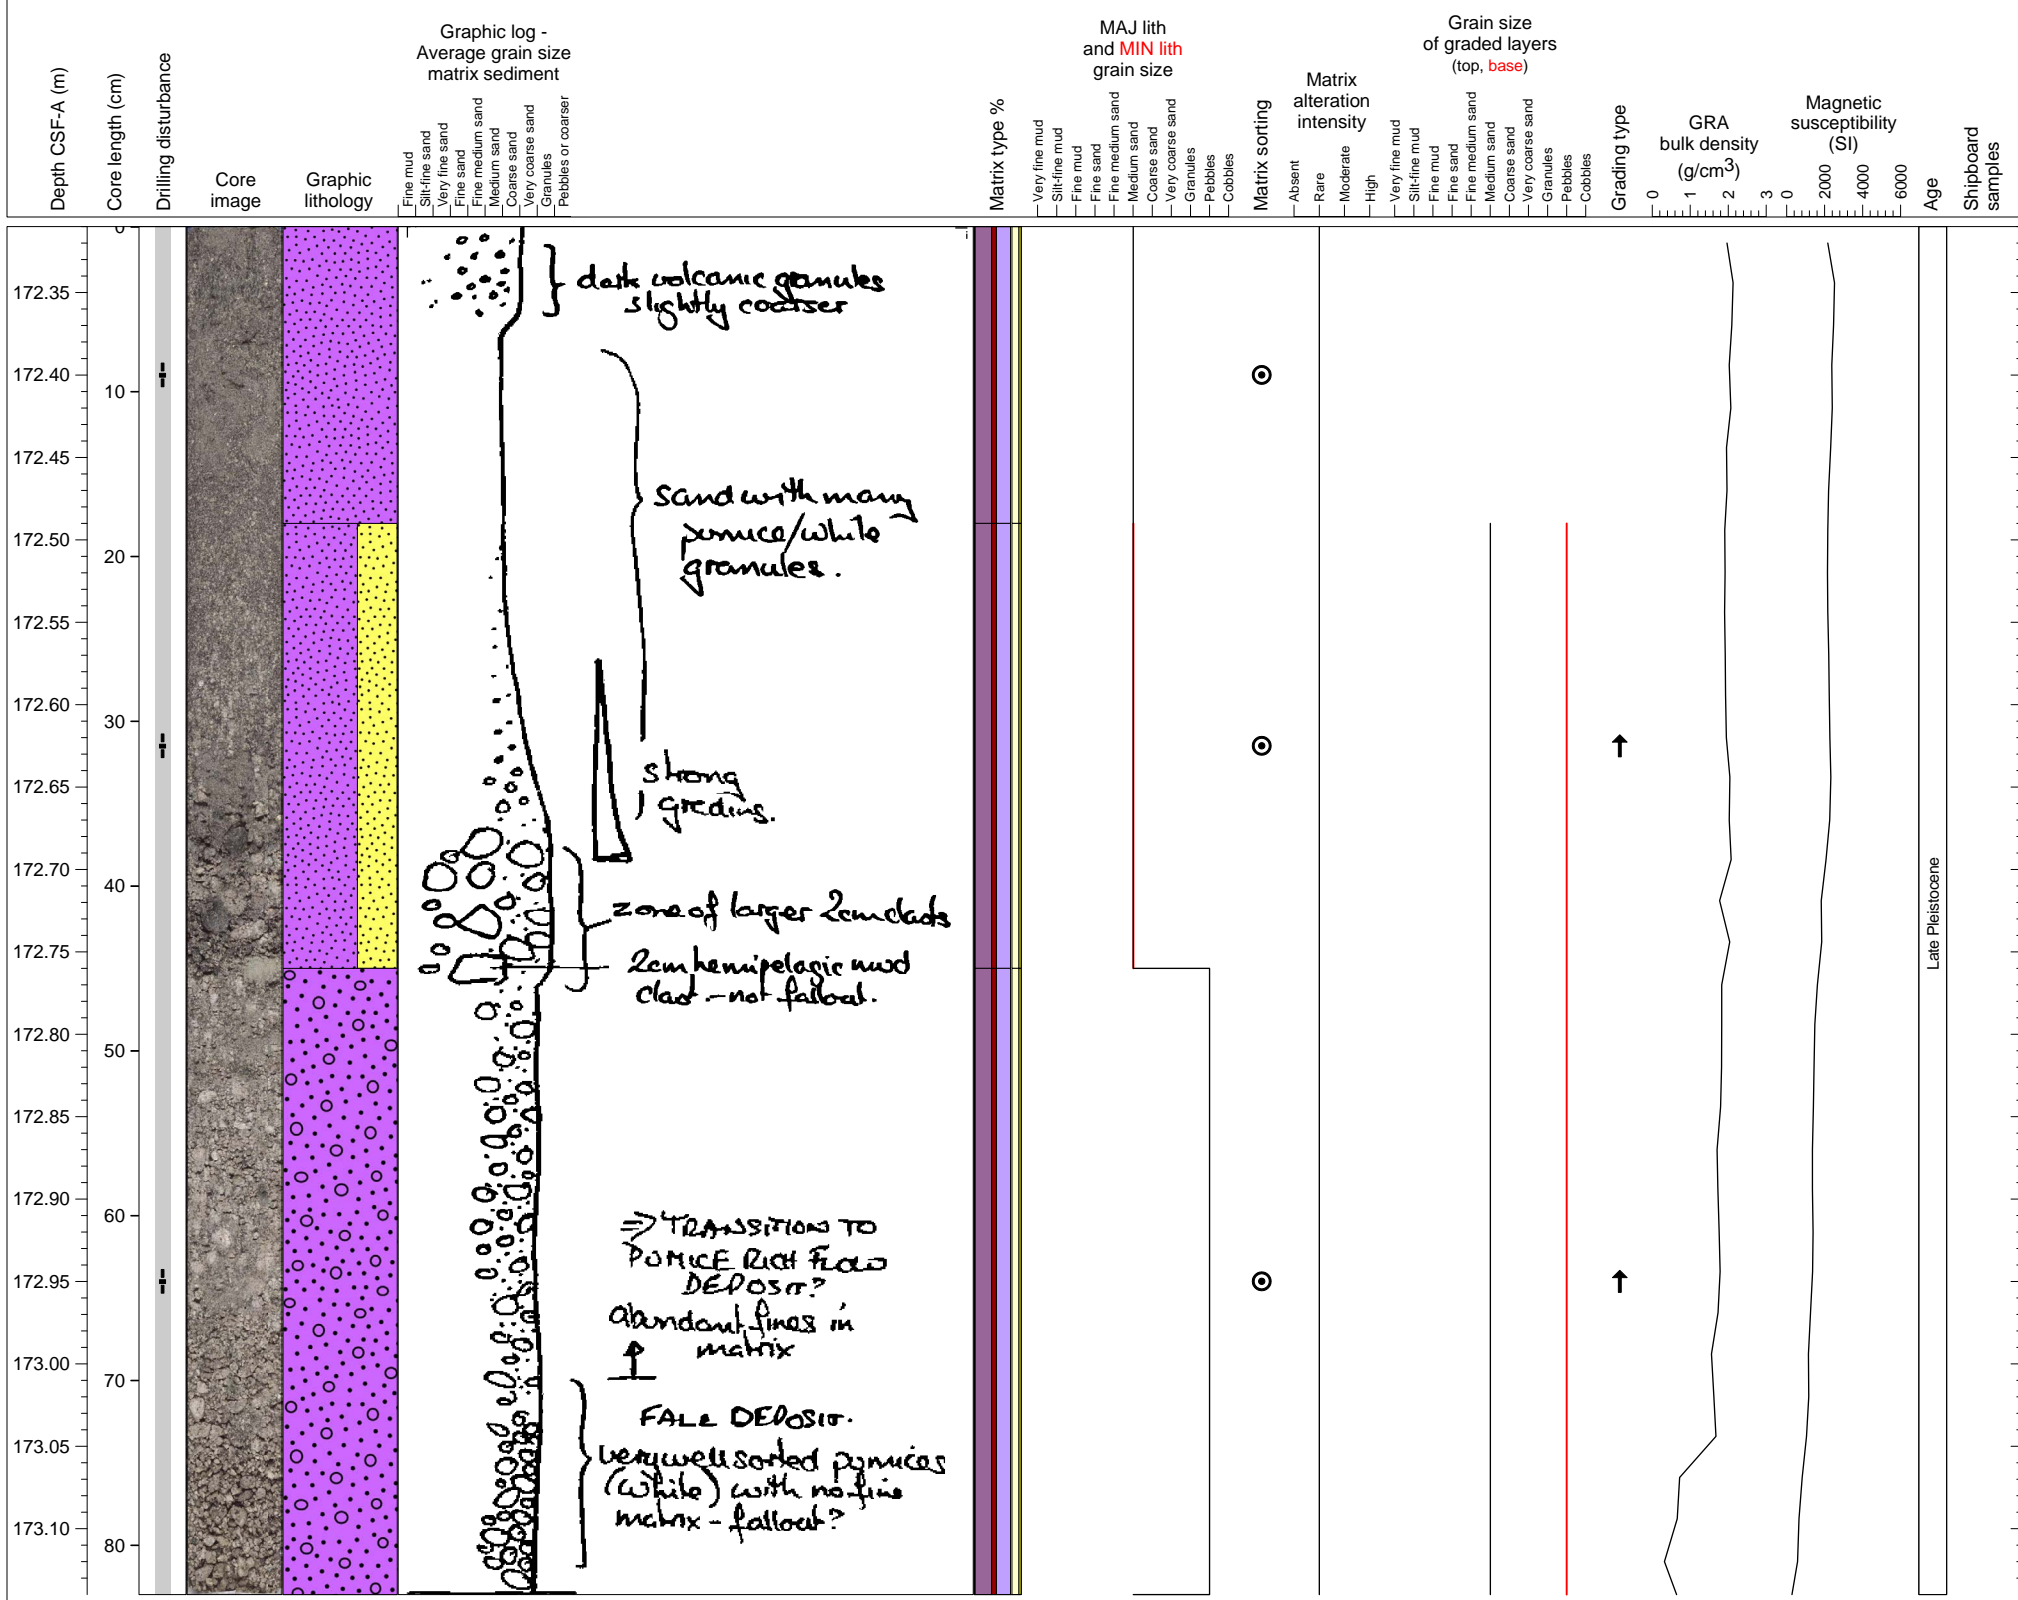 Depth CSF-A (m)
Core length (cm)
Drilling disturbance
Core
image
Graphic
lithology
Graphic log -
Average grain size
matrix sediment
Fine mud
Silt-fine sand
Very fine sand
Fine sand
Fine medium sand
Medium sand
Coarse sand
Very coarse sand
Granules
Pebbles or coarser
Matrix type %
MAJ lith
and MIN lith
grain size
Very fine mud
Silt-fine mud
Fine mud
Fine sand
Fine medium sand
Medium sand
Coarse sand
Very coarse sand
Granules
Pebbles
Cobbles
Matrix sorting
Matrix
alteration
intensity
Absent
Rare
Moderate
High
Grain size
of graded layers
(top, base)
Very fine mud
Silt-fine mud
Fine mud
Fine sand
Fine medium sand
Medium sand
Coarse sand
Very coarse sand
Granules
Pebbles
Cobbles
Grading type
GRA
bulk density
(g/cm3)
0 1 2 3
Magnetic
susceptibility
(SI)
0 2000 4000 6000
Age
Shipboard
samples
172.35
172.40
172.45
172.50
172.55
172.60
172.65
172.70
172.75
172.80
172.85
172.90
172.95
173.00
173.05
173.10
0
10
20
30
40
50
60
70
80
dark volcanic granules
slightly coarser
sand with many
pumice/white
granules.
strong
grading.
zone of larger 2cm clasts
2cm hemipelagic mud
clast - not fallout.
=> TRANSITION TO
PUMICE RICH FLOW
DEPOSIT?
abundant fines in
matrix
FALL DEPOSIT.
very well sorted pumices
(white) with no fine
matrix - fallout?
Late Pleistocene